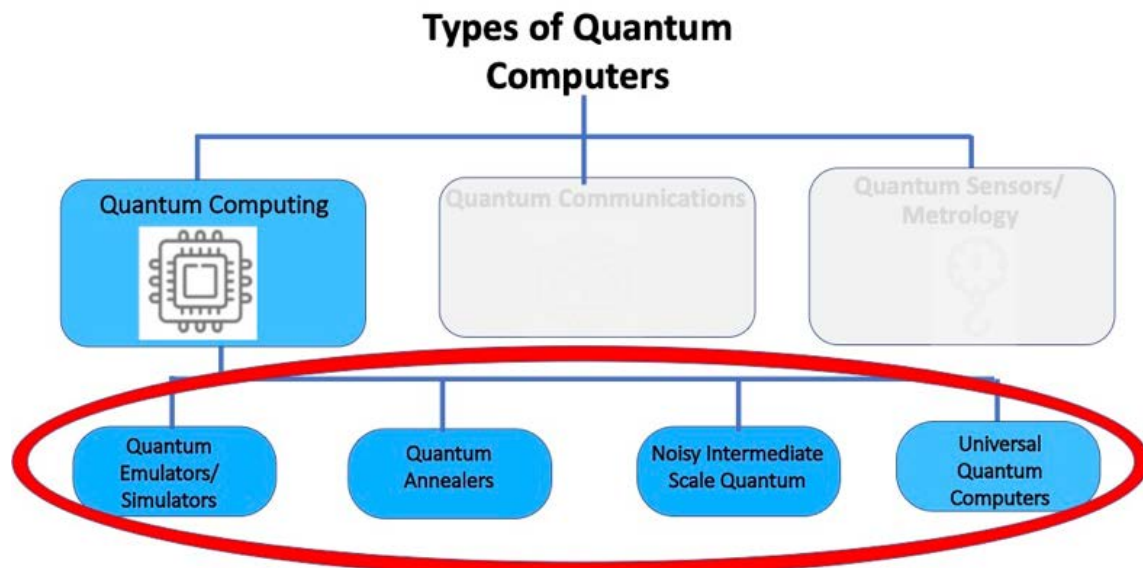 Types of Quantum
Computers
Quantum Computing
Quantum Communications
Quantum Sensors/
Metrology
Quantum
Emulators/
Simulators
Quantum
Annealers
Noisy Intermediate
Scale Quantum
Universal
Quantum
Computers